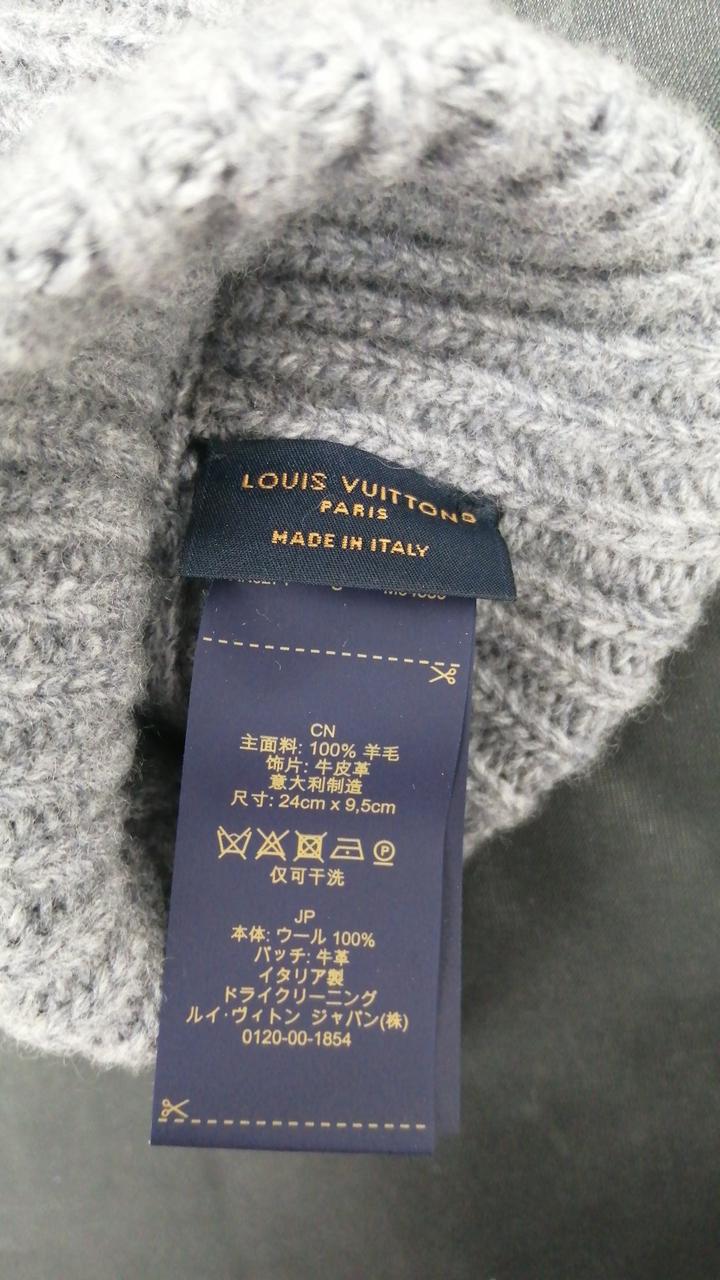 LOUIS VUITTON®
PARIS
MADE IN ITALY
CN
主面料: 100% 羊毛
饰片: 牛皮革
意大利制造
尺寸: 24cm x 9,5cm
P
仅可干洗
JP
本体: ウール 100%
パッチ: 牛革
イタリア製
ドライクリーニング
ルイ·ヴィトン ジャパン(株)
0120-00-1854